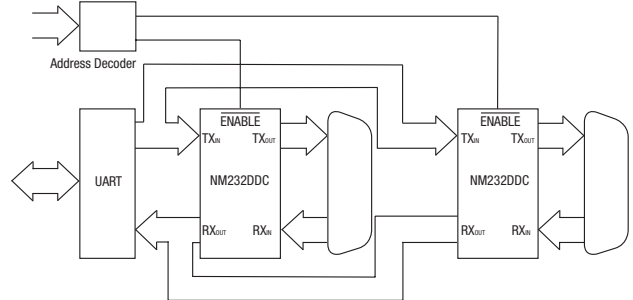 Address Decoder
ENABLE
TXIN TXOUT
NM232DDC
RXOUT RXIN
UART
ENABLE
TXIN TXOUT
NM232DDC
RXOUT RXIN